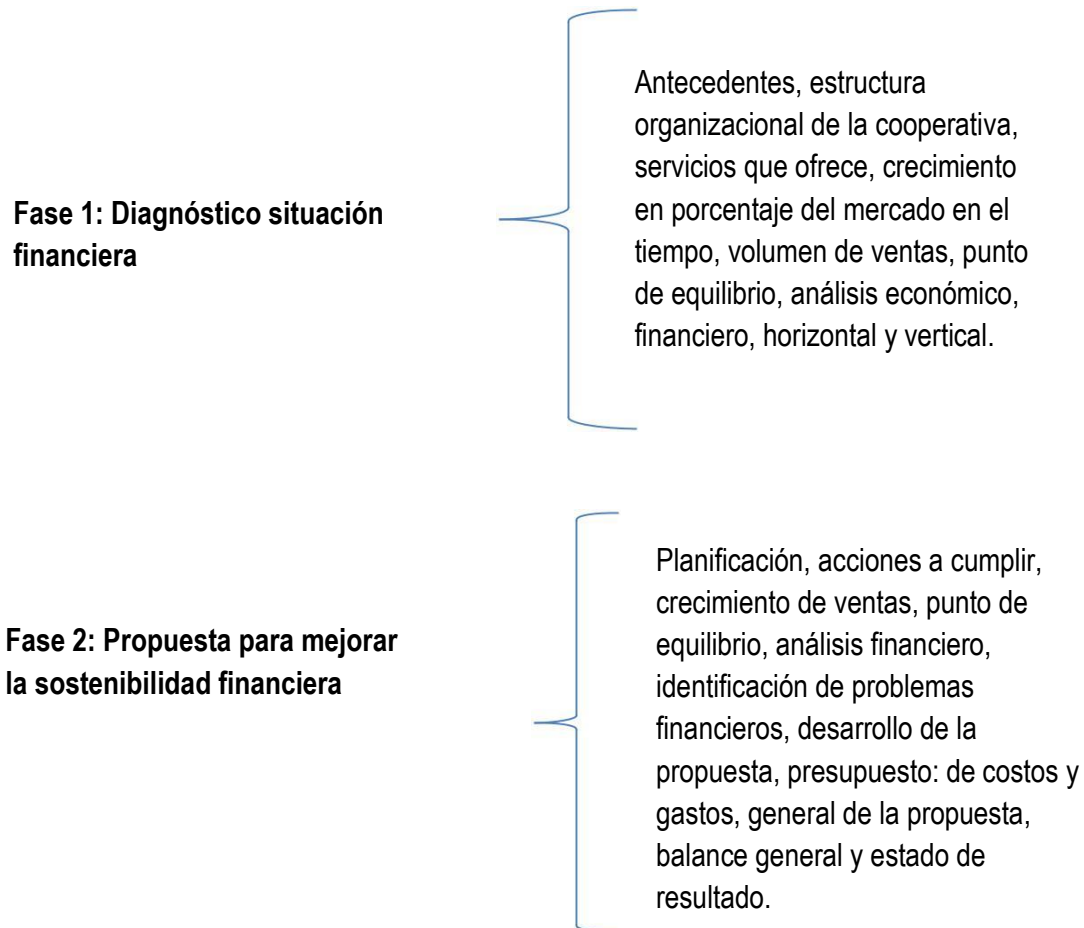 Fase 1: Diagnóstico situación
financiera
Antecedentes, estructura
organizacional de la cooperativa,
servicios que ofrece, crecimiento
en porcentaje del mercado en el
tiempo, volumen de ventas, punto
de equilibrio, análisis económico,
financiero, horizontal y vertical.
Fase 2: Propuesta para mejorar
la sostenibilidad financiera
Planificación, acciones a cumplir,
crecimiento de ventas, punto de
equilibrio, análisis financiero,
identificación de problemas
financieros, desarrollo de la
propuesta, presupuesto: de costos y
gastos, general de la propuesta,
balance general y estado de
resultado.